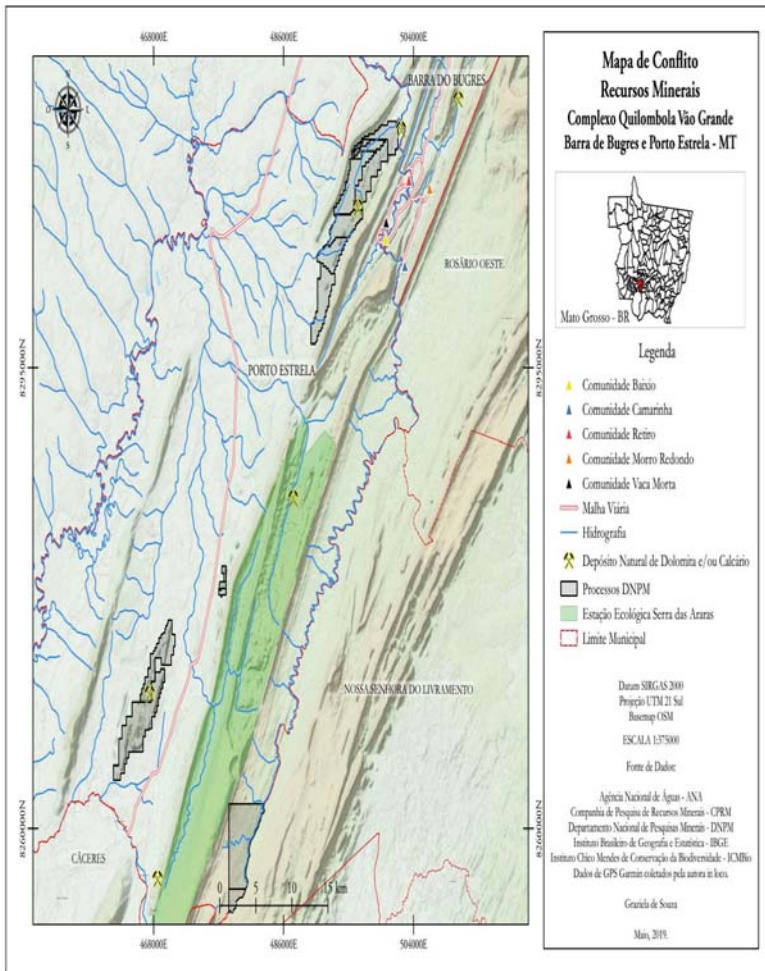 468000E
486000E
504000E
N
O
L
S
BARRA DO BUGRES
ROSÁRIO OESTE
PORTO ESTRELA
NOSSA SENHORA DO LIVRAMENTO
CÁCERES
8295000N
8295000N
8260000N
8260000N
0
5
10
15 km
468000E
486000E
504000E
Mapa de Conflito
Recursos Minerais
Complexo Quilombola Vão Grande
Barra de Bugres e Porto Estrela - MT
Mato Grosso - BR
Legenda
Comunidade Baixio
Comunidade Camarinha
Comunidade Retiro
Comunidade Morro Redondo
Comunidade Vaca Morta
Malha Viária
Hidrografia
Depósito Natural de Dolomita e/ou Calcário
Processos DNPM
Estação Ecológica Serra das Araras
Limite Municipal
Datum SIRGAS 2000
Projeção UTM 21 Sul
Basemap OSM
ESCALA 1:375000
Fonte de Dados:
Agência Nacional de Águas - ANA
Companhia de Pesquisa de Recursos Minerais - CPRM
Departamento Nacional de Pesquisas Minerais - DNPM
Instituto Brasileiro de Geografia e Estatística - IBGE
Instituto Chico Mendes de Conservação da Biodiversidade - ICMBio
Dados de GPS Garmin coletados pela autora in loco.
Graziela de Souza
Maio, 2019.